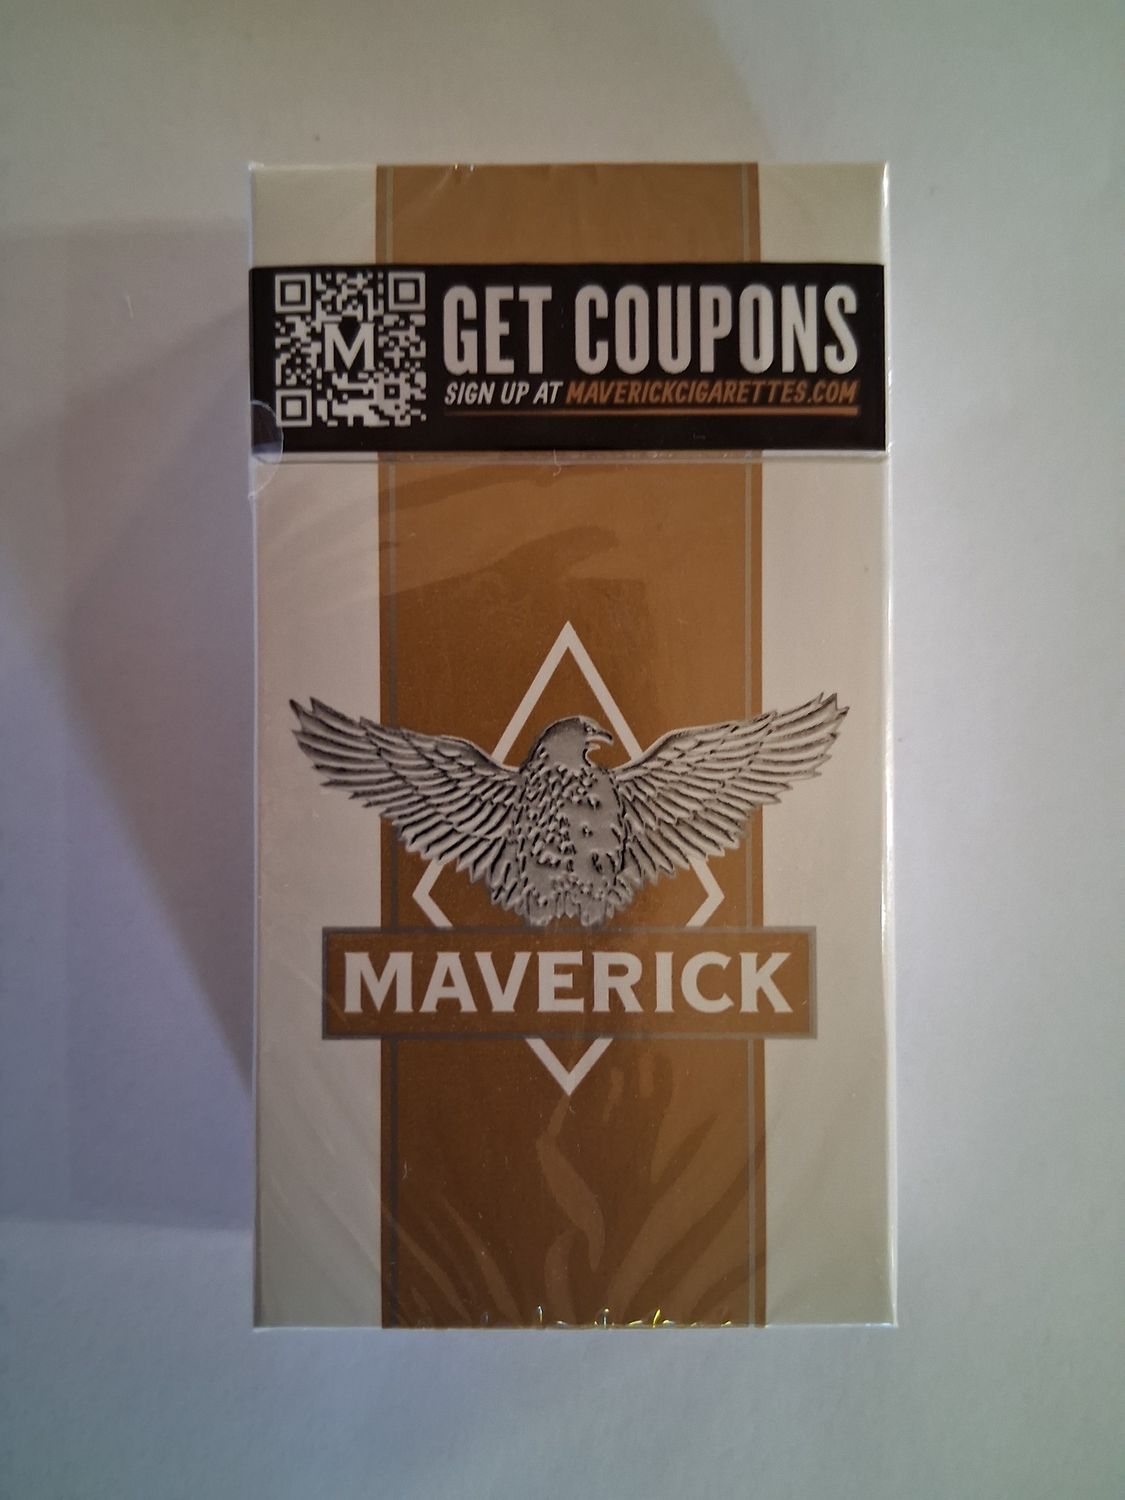 M
GET COUPONS
SIGN UP AT MAVERICKCIGARETTES.COM
MAVERICK